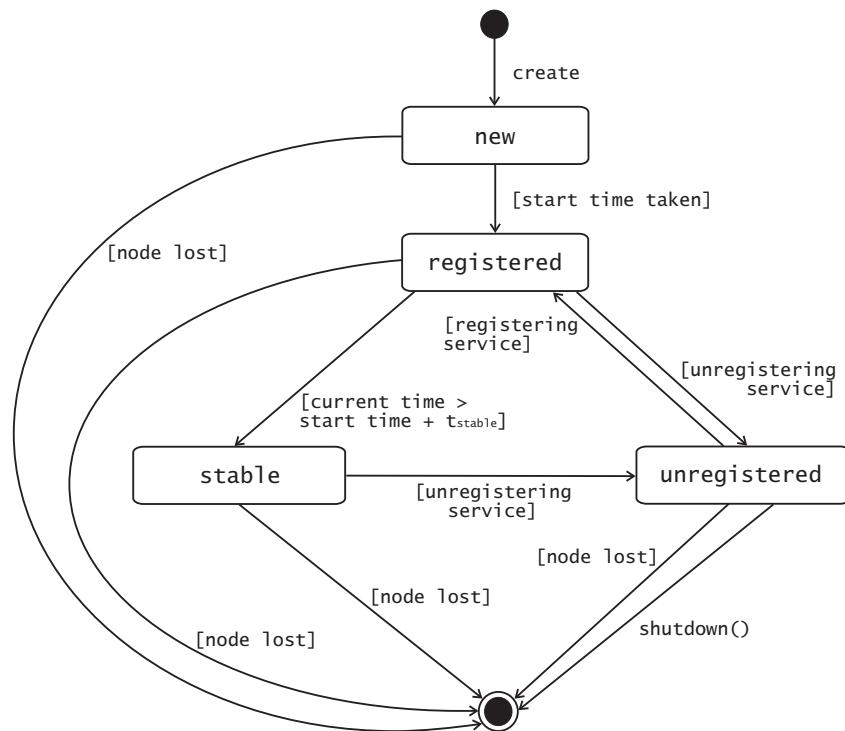 create
new
[start time taken]
[node lost]
registered
[registering
service]
[unregistering
service]
[current time >
start time + tstable]
stable
[unregistering
service]
unregistered
[node lost]
[node lost]
[node lost]
shutdown()